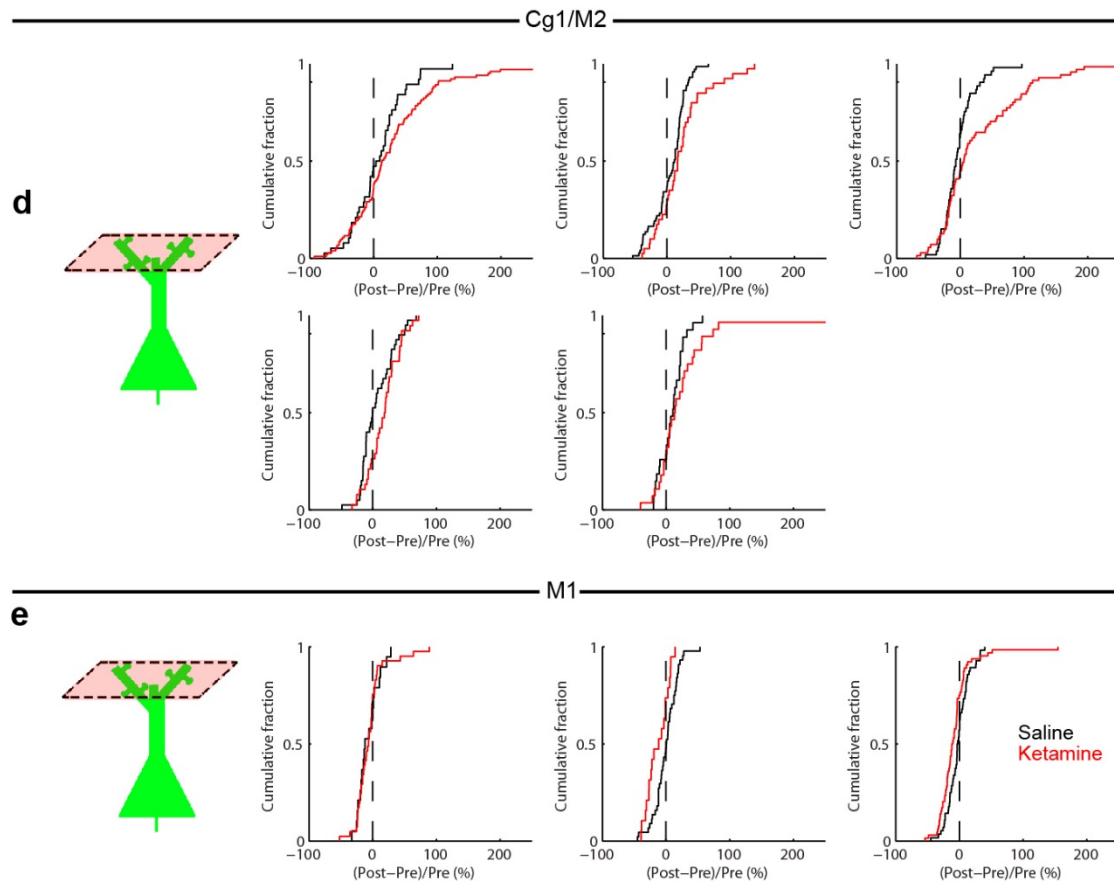 Cg1/M2
d
Cumulative fraction
1
0.5
0
−100 0 100 200
(Post−Pre)/Pre (%)
Cumulative fraction
1
0.5
0
−100 0 100 200
(Post−Pre)/Pre (%)
Cumulative fraction
1
0.5
0
−100 0 100 200
(Post−Pre)/Pre (%)
Cumulative fraction
1
0.5
0
−100 0 100 200
(Post−Pre)/Pre (%)
Cumulative fraction
1
0.5
0
−100 0 100 200
(Post−Pre)/Pre (%)
M1
e
Cumulative fraction
1
0.5
0
−100 0 100 200
(Post−Pre)/Pre (%)
Cumulative fraction
1
0.5
0
−100 0 100 200
(Post−Pre)/Pre (%)
Cumulative fraction
1
0.5
0
−100 0 100 200
(Post−Pre)/Pre (%)
Saline
Ketamine